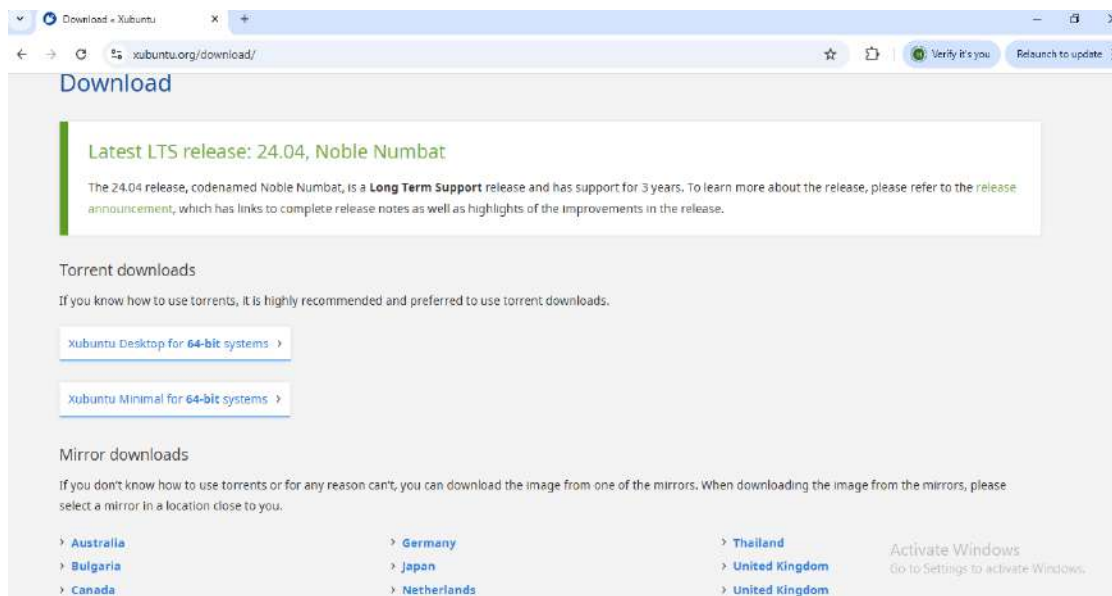 Download « Xubuntu
xubuntu.org/download/
Verify it's you
Relaunch to update
Download
Latest LTS release: 24.04, Noble Numbat
The 24.04 release, codenamed Noble Numbat, is a Long Term Support release and has support for 3 years. To learn more about the release, please refer to the release
announcement, which has links to complete release notes as well as highlights of the improvements in the release.
Torrent downloads
If you know how to use torrents, it is highly recommended and preferred to use torrent downloads.
Xubuntu Desktop for 64-bit systems
Xubuntu Minimal for 64-bit systems
Mirror downloads
If you don't know how to use torrents or for any reason can't, you can download the image from one of the mirrors. When downloading the image from the mirrors, please
select a mirror in a location close to you.
Australia Germany Thailand
Bulgaria Japan United Kingdom
Canada Netherlands United Kingdom
Activate Windows
Go to Settings to activate Windows.